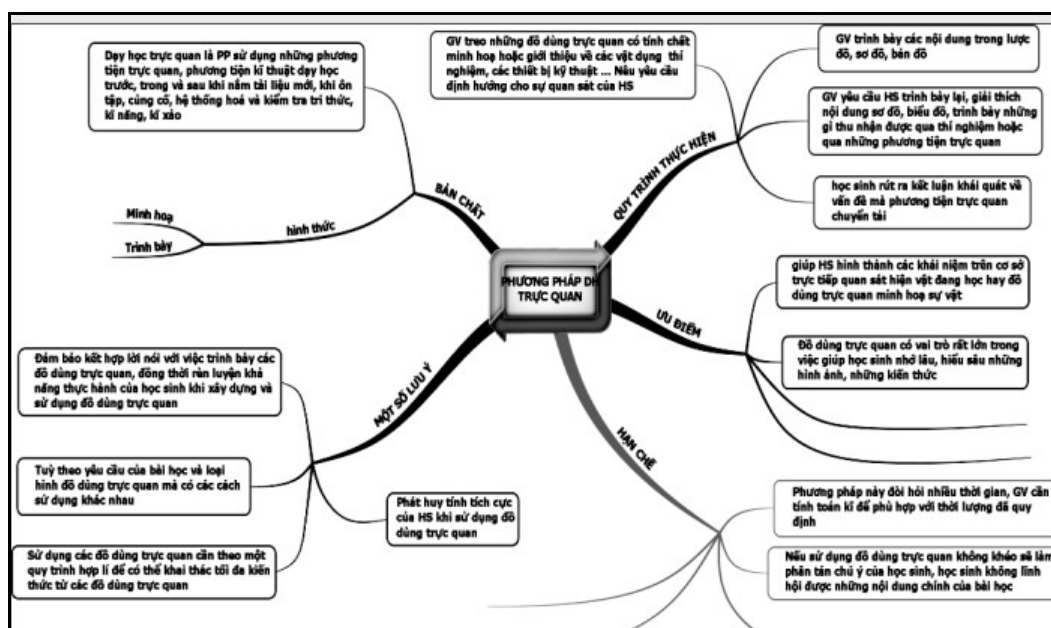 PHƯƠNG PHÁP DH
TRỰC QUAN
BẢN CHẤT
Dạy học trực quan là PP sử dụng những phương
tiện trực quan, phương tiện kĩ thuật dạy học
trước, trong và sau khi nắm tài liệu mới, khi ôn
tập, củng cố, hệ thống hoá và kiểm tra tri thức,
kĩ năng, kĩ xảo
hình thức
Minh hoạ
Trình bày
QUY TRÌNH THỰC HIỆN
GV treo những đồ dùng trực quan có tính chất
minh hoạ hoặc giới thiệu về các vật dụng thí
nghiệm, các thiết bị kỹ thuật ... Nêu yêu cầu
định hướng cho sự quan sát của HS
GV trình bày các nội dung trong lược
đồ, sơ đồ, bản đồ
GV yêu cầu HS trình bày lại, giải thích
nội dung sơ đồ, biểu đồ, trình bày những
gì thu nhận được qua thí nghiệm hoặc
qua những phương tiện trực quan
học sinh rút ra kết luận khái quát về
vấn đề mà phương tiện trực quan
chuyển tải
ƯU ĐIỂM
giúp HS hình thành các khái niệm trên cơ sở
trực tiếp quan sát hiện vật đang học hay đồ
dùng trực quan minh hoạ sự vật
Đồ dùng trực quan có vai trò rất lớn trong
việc giúp học sinh nhớ lâu, hiểu sâu những
hình ảnh, những kiến thức
HẠN CHẾ
Phương pháp này đòi hỏi nhiều thời gian, GV cần
tính toán kĩ để phù hợp với thời lượng đã quy
định
Nếu sử dụng đồ dùng trực quan không khéo sẽ làm
phân tán chú ý của học sinh, học sinh không lĩnh
hội được những nội dung chính của bài học
MỘT SỐ LƯU Ý
Đảm bảo kết hợp lời nói với việc trình bày các
đồ dùng trực quan, đồng thời rèn luyện khả
năng thực hành của học sinh khi xây dựng và
sử dụng đồ dùng trực quan
Tuỳ theo yêu cầu của bài học và loại
hình đồ dùng trực quan mà có các cách
sử dụng khác nhau
Sử dụng các đồ dùng trực quan cần theo một
quy trình hợp lí để có thể khai thác tối đa kiến
thức từ các đồ dùng trực quan
Phát huy tính tích cực
của HS khi sử dụng đồ
dùng trực quan